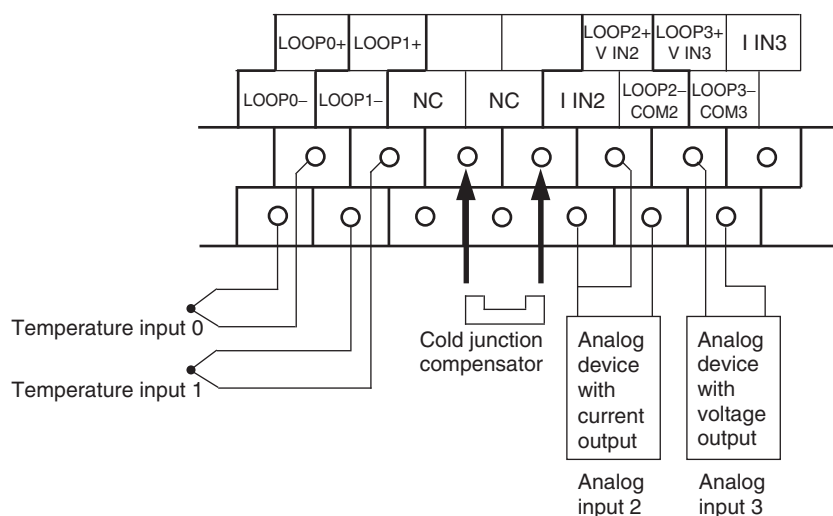 LOOP0+
LOOP1+
LOOP2+
V IN2
LOOP3+
V IN3
I IN3
LOOP0−
LOOP1−
NC
NC
I IN2
LOOP2−
COM2
LOOP3−
COM3
Temperature input 0
Temperature input 1
Cold junction
compensator
Analog
device
with
current
output
Analog
device
with
voltage
output
Analog
input 2
Analog
input 3